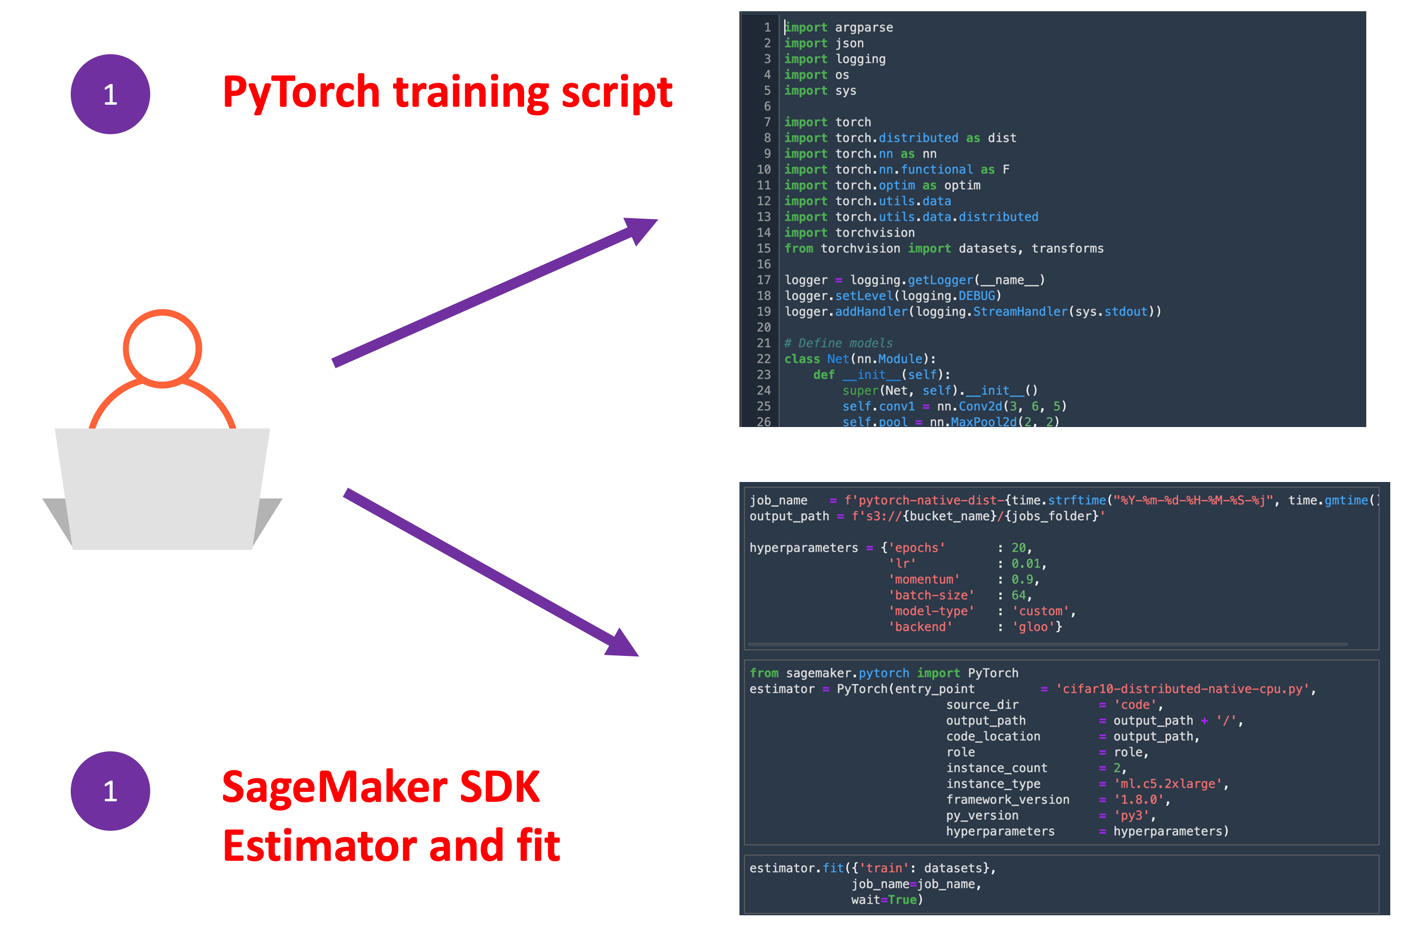 1
PyTorch training script
1 import argparse
2 import json
3 import logging
4 import os
5 import sys
6
7 import torch
8 import torch.distributed as dist
9 import torch.nn as nn
10 import torch.nn.functional as F
11 import torch.optim as optim
12 import torch.utils.data
13 import torch.utils.data.distributed
14 import torchvision
15 from torchvision import datasets, transforms
16
17 logger = logging.getLogger(__name__)
18 logger.setLevel(logging.DEBUG)
19 logger.addHandler(logging.StreamHandler(sys.stdout))
20
21 # Define models
22 class Net(nn.Module):
23     def __init__(self):
24         super(Net, self).__init__()
25         self.conv1 = nn.Conv2d(3, 6, 5)
26         self.pool = nn.MaxPool2d(2, 2)
1
SageMaker SDK
Estimator and fit
job_name   = f'pytorch-native-dist-{time.strftime("%Y-%m-%d-%H-%M-%S-%j", time.gmtime()
output_path = f's3://{bucket_name}/{jobs_folder}'
hyperparameters = {'epochs'       : 20,
'lr'           : 0.01,
'momentum'     : 0.9,
'batch-size'   : 64,
'model-type'   : 'custom',
'backend'      : 'gloo'}
from sagemaker.pytorch import PyTorch
estimator = PyTorch(entry_point         = 'cifar10-distributed-native-cpu.py',
source_dir           = 'code',
output_path          = output_path + '/',
code_location        = output_path,
role                 = role,
instance_count       = 2,
instance_type        = 'ml.c5.2xlarge',
framework_version    = '1.8.0',
py_version           = 'py3',
hyperparameters      = hyperparameters)
estimator.fit({'train': datasets},
job_name=job_name,
wait=True)